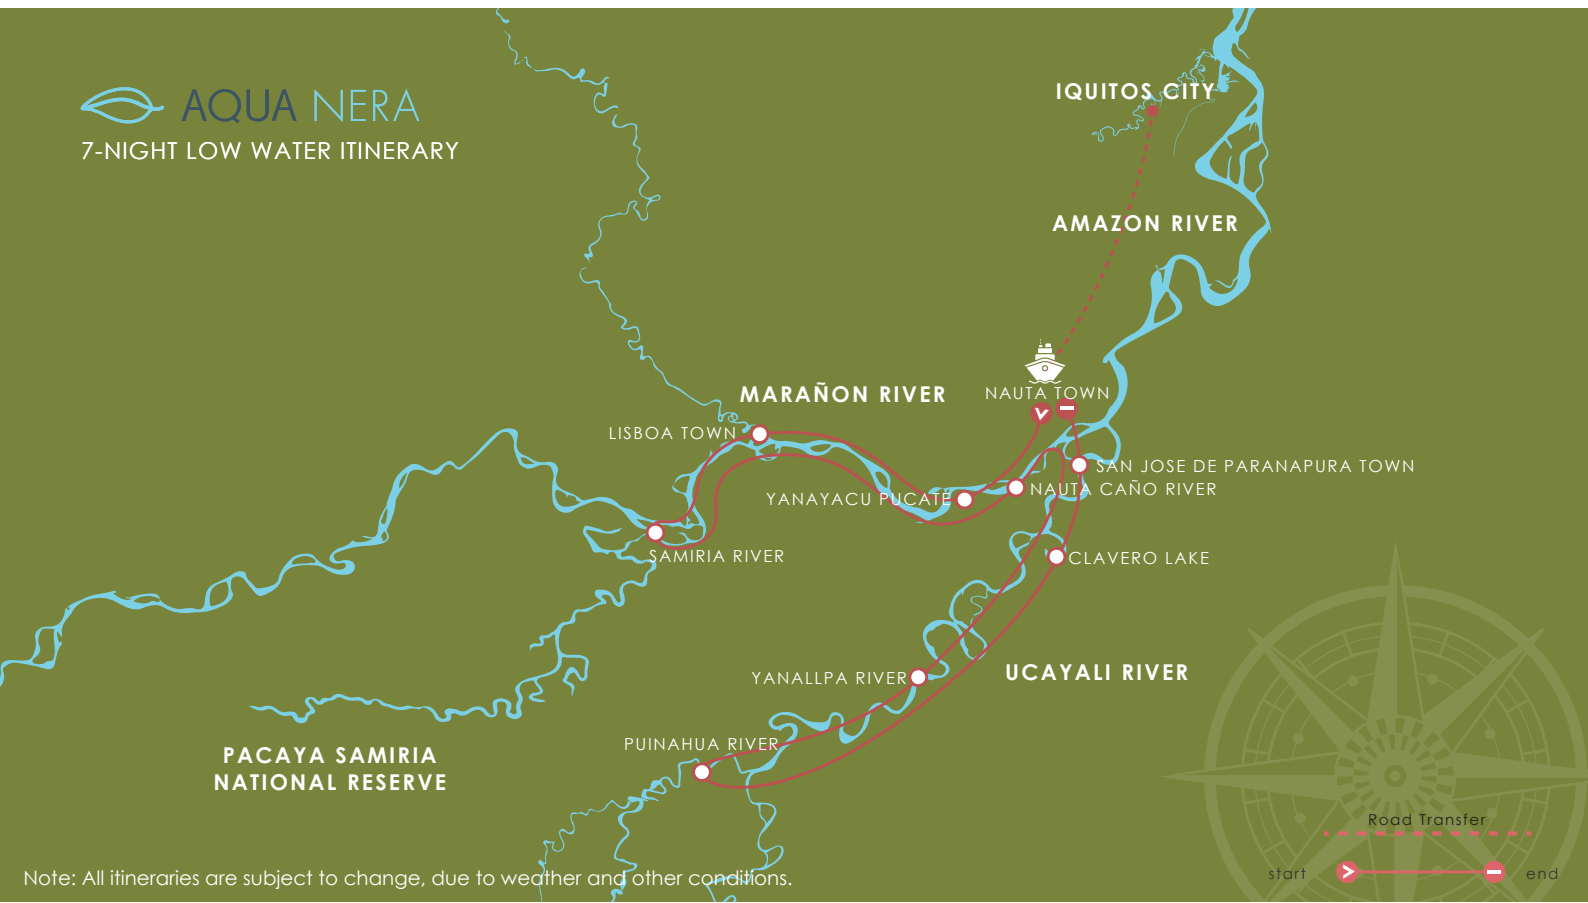 AQUA NERA
7-NIGHT LOW WATER ITINERARY
IQUITOS CITY
AMAZON RIVER
MARAÑON RIVER
NAUTA TOWN
LISBOA TOWN
SAN JOSE DE PARANAPURA TOWN
YANAYACU PUCATE
NAUTA CAÑO RIVER
SAMIRIA RIVER
CLAVERO LAKE
YANALLPA RIVER
UCAYALI RIVER
PUINAHUA RIVER
PACAYA SAMIRIA
NATIONAL RESERVE
Road Transfer
start
end
Note: All itineraries are subject to change, due to weather and other conditions.